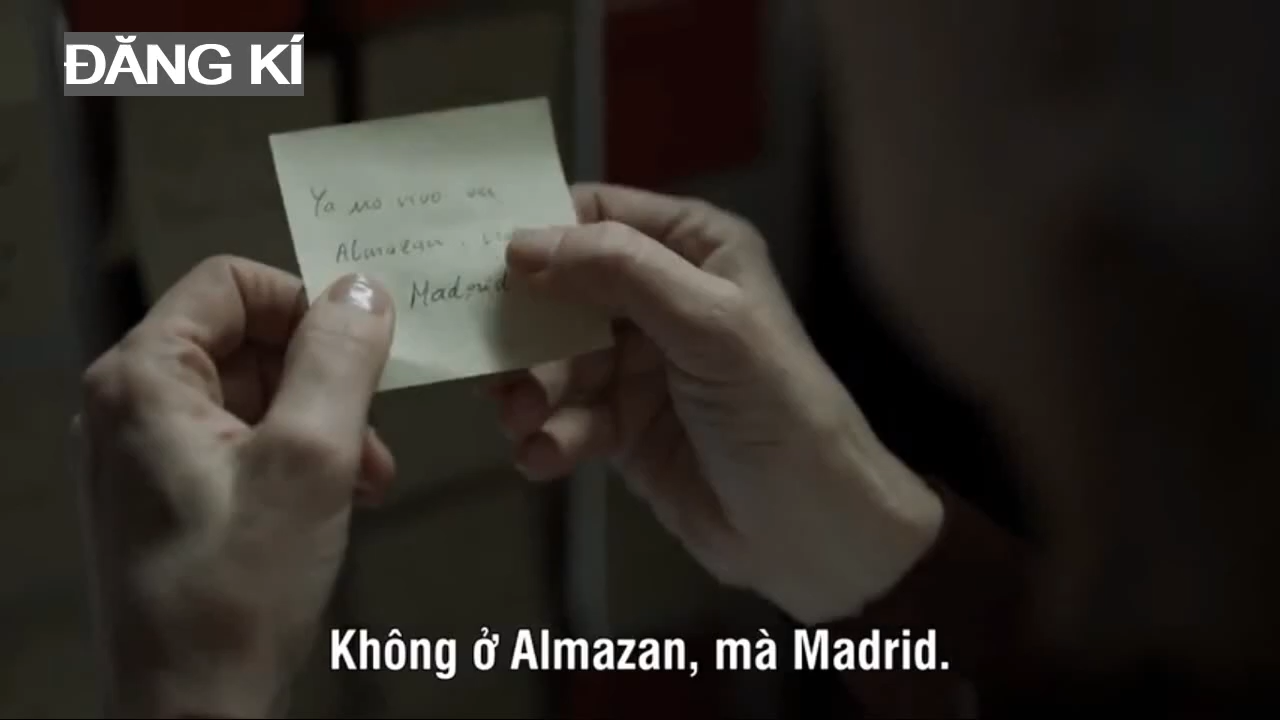 ĐĂNG KÍ
Ya no vivo en
Almazan,
Madrid
Không ở Almazan, mà Madrid.